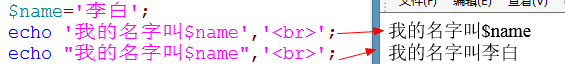 $name='李白';
echo '我的名字叫$name','<br>';
echo "我的名字叫$name",'<br>';
文件(F) 编辑(E) 查看(V)
我的名字叫$name
我的名字叫李白